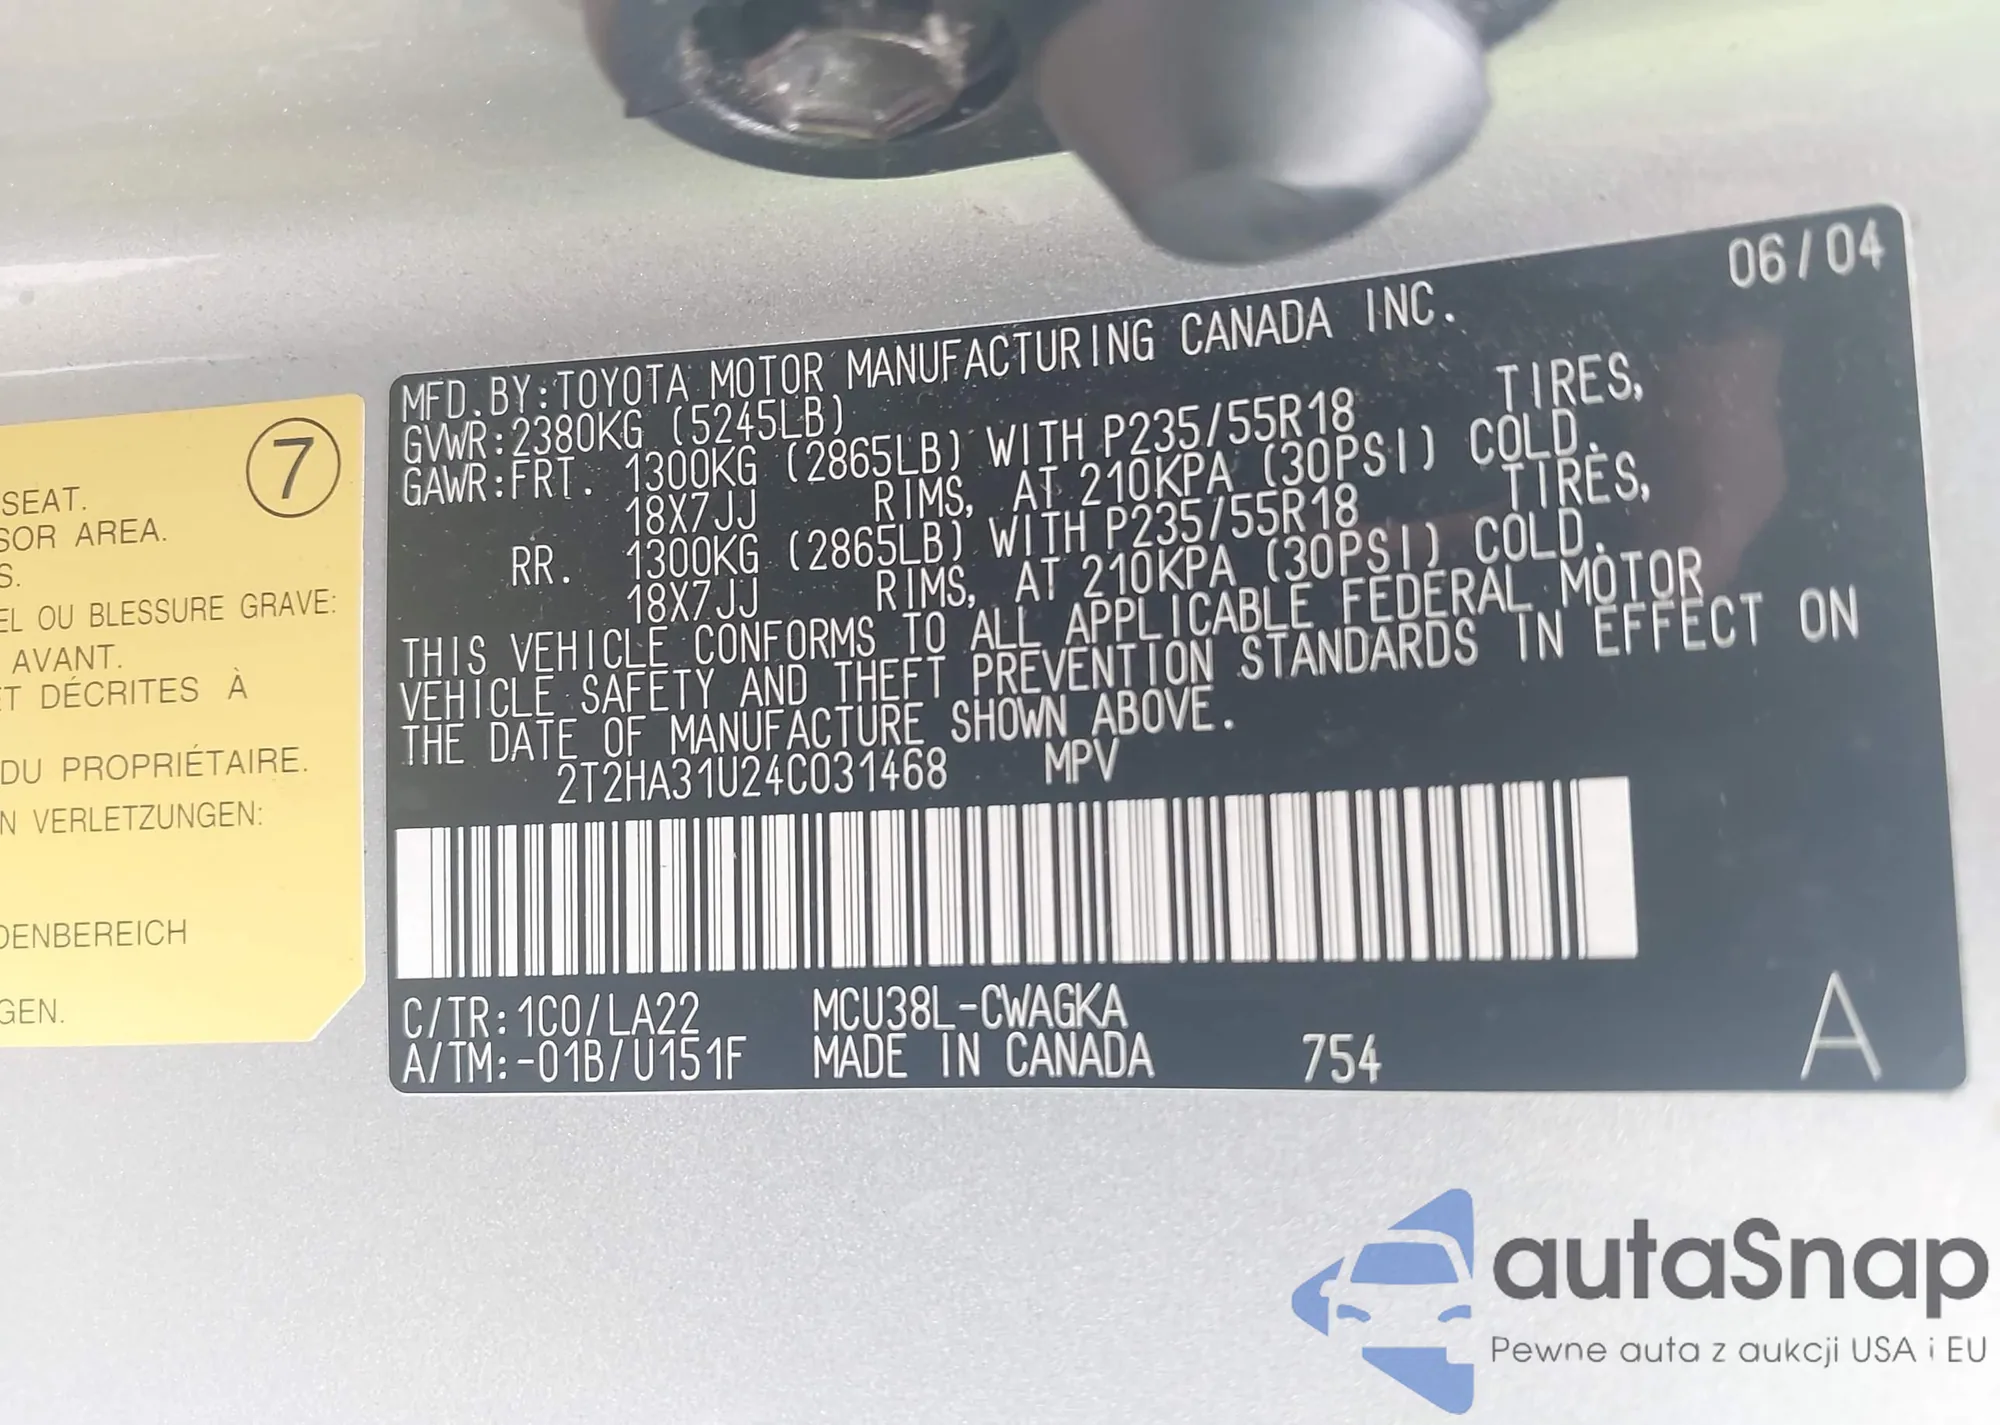 7
SEAT.
SOR AREA.
S.
EL OU BLESSURE GRAVE:
AVANT.
ET DÉCRITES À
DU PROPRIÉTAIRE.
N VERLETZUNGEN:
DENBEREICH
GEN.
06/04
MFD.BY:TOYOTA MOTOR MANUFACTURING CANADA INC.
GVWR:2380KG (5245LB)
GAWR:FRT. 1300KG (2865LB) WITH P235/55R18 TIRES,
18X7JJ RIMS, AT 210KPA (30PSI) COLD.
RR. 1300KG (2865LB) WITH P235/55R18 TIRES,
18X7JJ RIMS, AT 210KPA (30PSI) COLD.
THIS VEHICLE CONFORMS TO ALL APPLICABLE FEDERAL MOTOR
VEHICLE SAFETY AND THEFT PREVENTION STANDARDS IN EFFECT ON
THE DATE OF MANUFACTURE SHOWN ABOVE.
2T2HA31U24C031468 MPV
C/TR:1C0/LA22 MCU38L-CWAGKA
A/TM:-01B/U151F MADE IN CANADA 754 A
autaSnap
Pewne auta z aukcji USA i EU